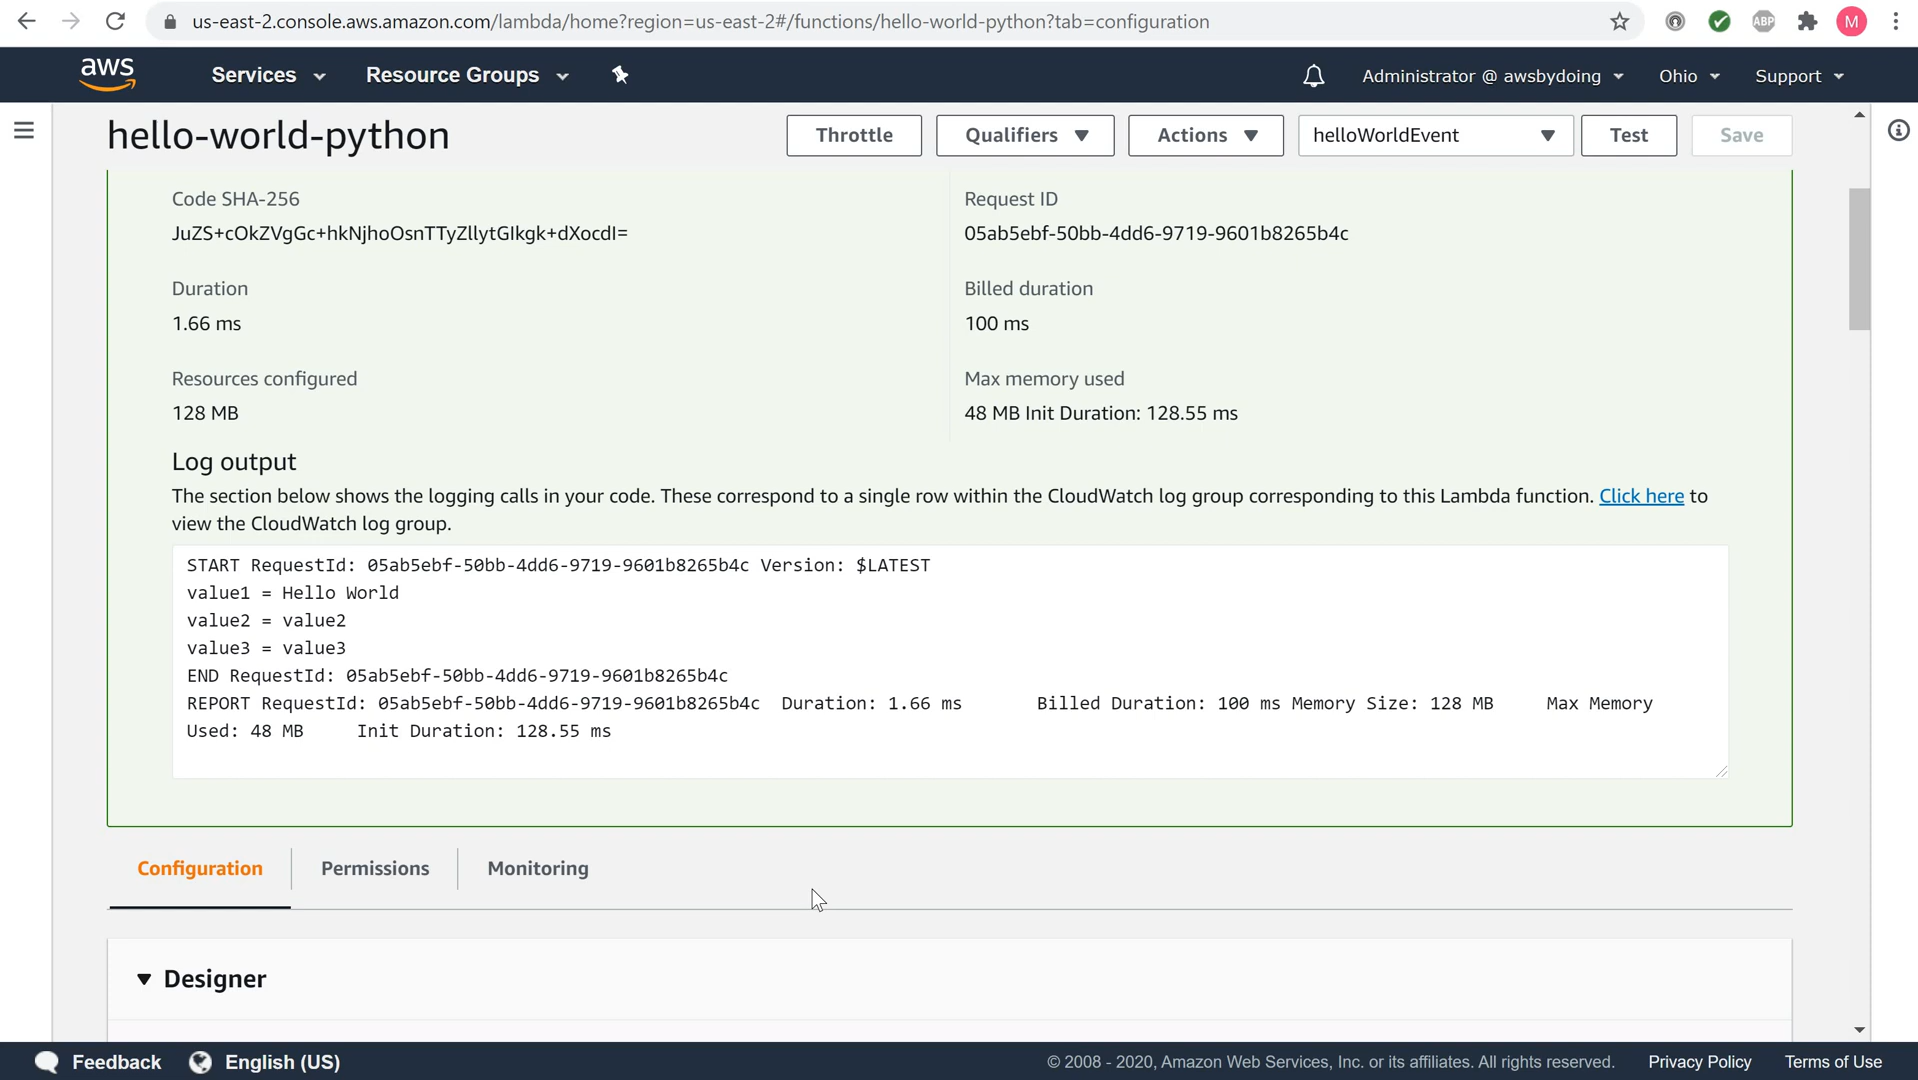 us-east-2.console.aws.amazon.com/lambda/home?region=us-east-2#/functions/hello-world-python?tab=configuration
ABP
M
aws
Services
Resource Groups
Administrator @ awsbydoing
Ohio
Support
hello-world-python
Throttle
Qualifiers
Actions
helloWorldEvent
Test
Save
Code SHA-256
Request ID
JuZS+cOkZVgGc+hkNjhoOsnTTyZllytGIkgk+dXocdI=
05ab5ebf-50bb-4dd6-9719-9601b8265b4c
Duration
Billed duration
1.66 ms
100 ms
Resources configured
Max memory used
128 MB
48 MB Init Duration: 128.55 ms
Log output
The section below shows the logging calls in your code. These correspond to a single row within the CloudWatch log group corresponding to this Lambda function. Click here to
view the CloudWatch log group.
START RequestId: 05ab5ebf-50bb-4dd6-9719-9601b8265b4c Version: $LATEST
value1 = Hello World
value2 = value2
value3 = value3
END RequestId: 05ab5ebf-50bb-4dd6-9719-9601b8265b4c
REPORT RequestId: 05ab5ebf-50bb-4dd6-9719-9601b8265b4c Duration: 1.66 ms Billed Duration: 100 ms Memory Size: 128 MB Max Memory
Used: 48 MB Init Duration: 128.55 ms
Configuration
Permissions
Monitoring
Designer
Feedback
English (US)
© 2008 - 2020, Amazon Web Services, Inc. or its affiliates. All rights reserved.
Privacy Policy
Terms of Use